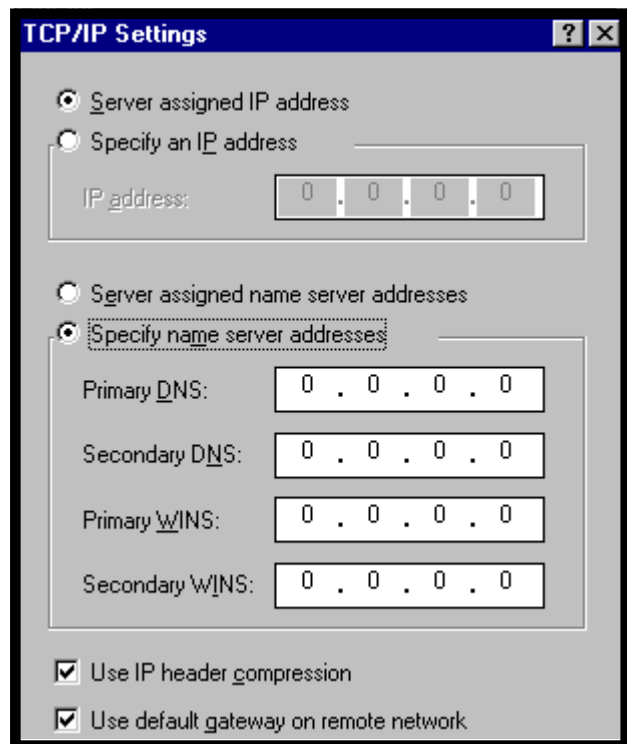 TCP/IP Settings ? ×
Server assigned IP address
Specify an IP address
IP address: 0 . 0 . 0 . 0
Server assigned name server addresses
Specify name server addresses
Primary DNS: 0 . 0 . 0 . 0
Secondary DNS: 0 . 0 . 0 . 0
Primary WINS: 0 . 0 . 0 . 0
Secondary WINS: 0 . 0 . 0 . 0
Use IP header compression
Use default gateway on remote network